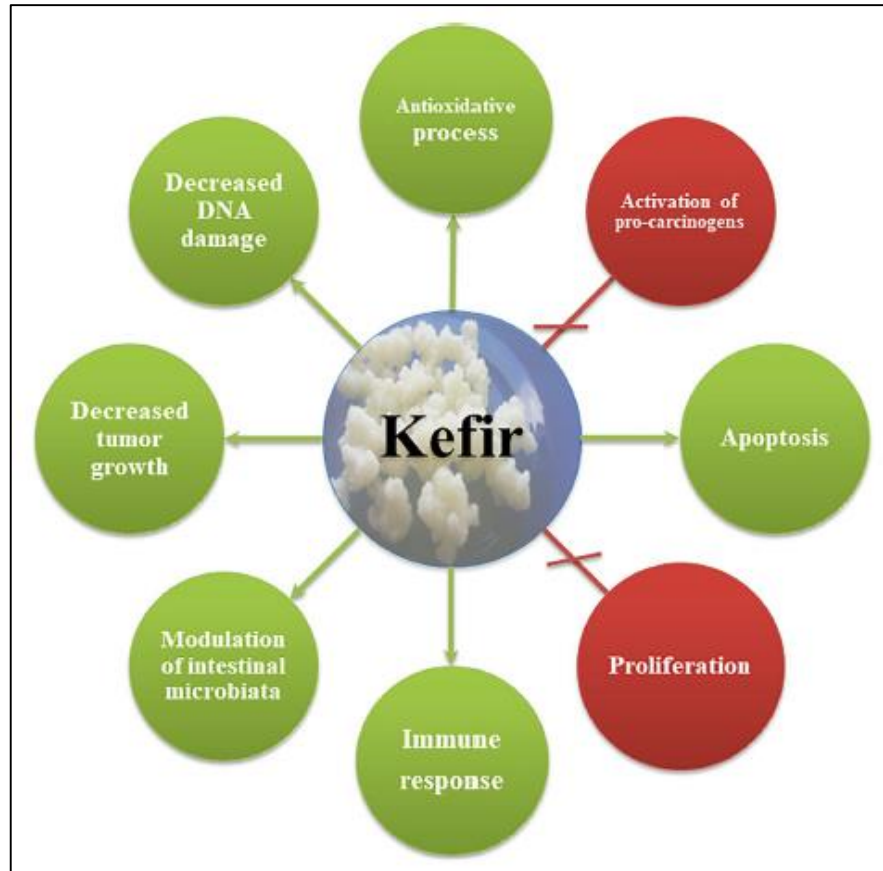 Antioxidative
process
Activation of
pro-carcinogens
Apoptosis
Proliferation
Immune
response
Modulation
of intestinal
microbiata
Decreased
tumor
growth
Decreased
DNA
damage
Kefir